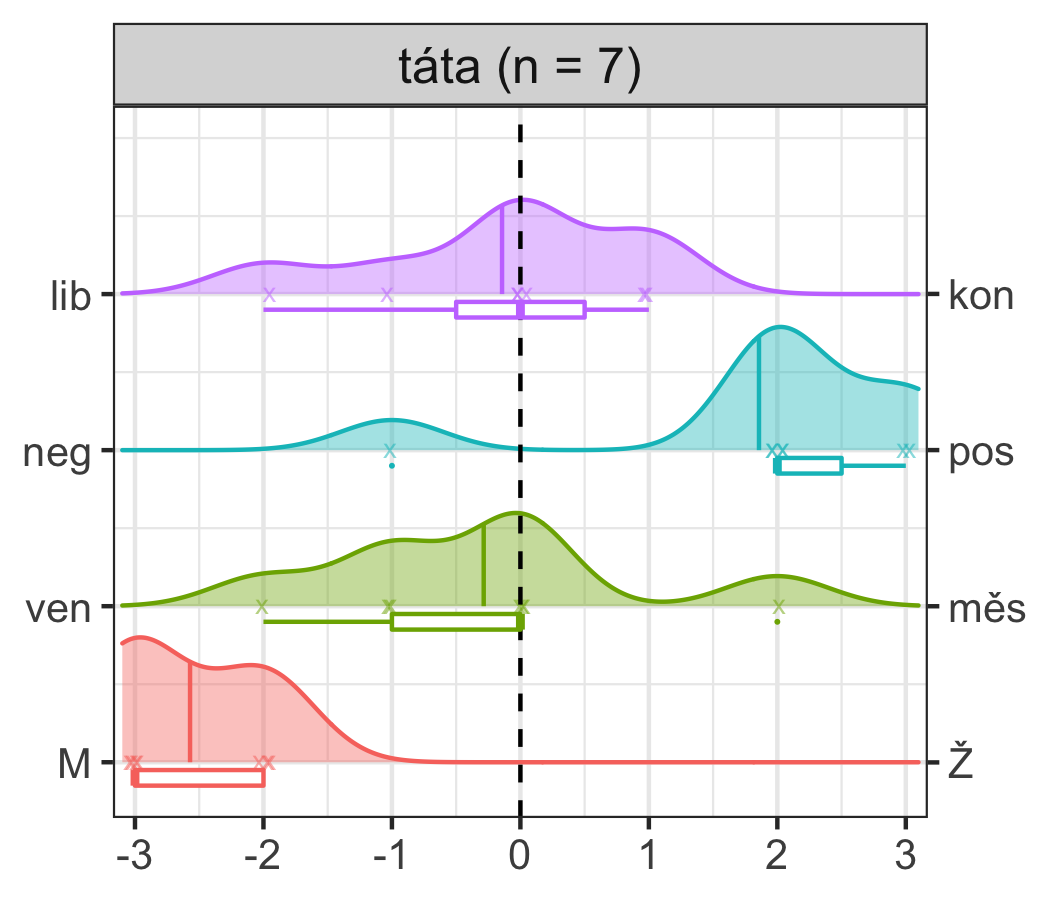 táta (n = 7)
lib kon
neg pos
ven měs
M Ž
-3 -2 -1 0 1 2 3